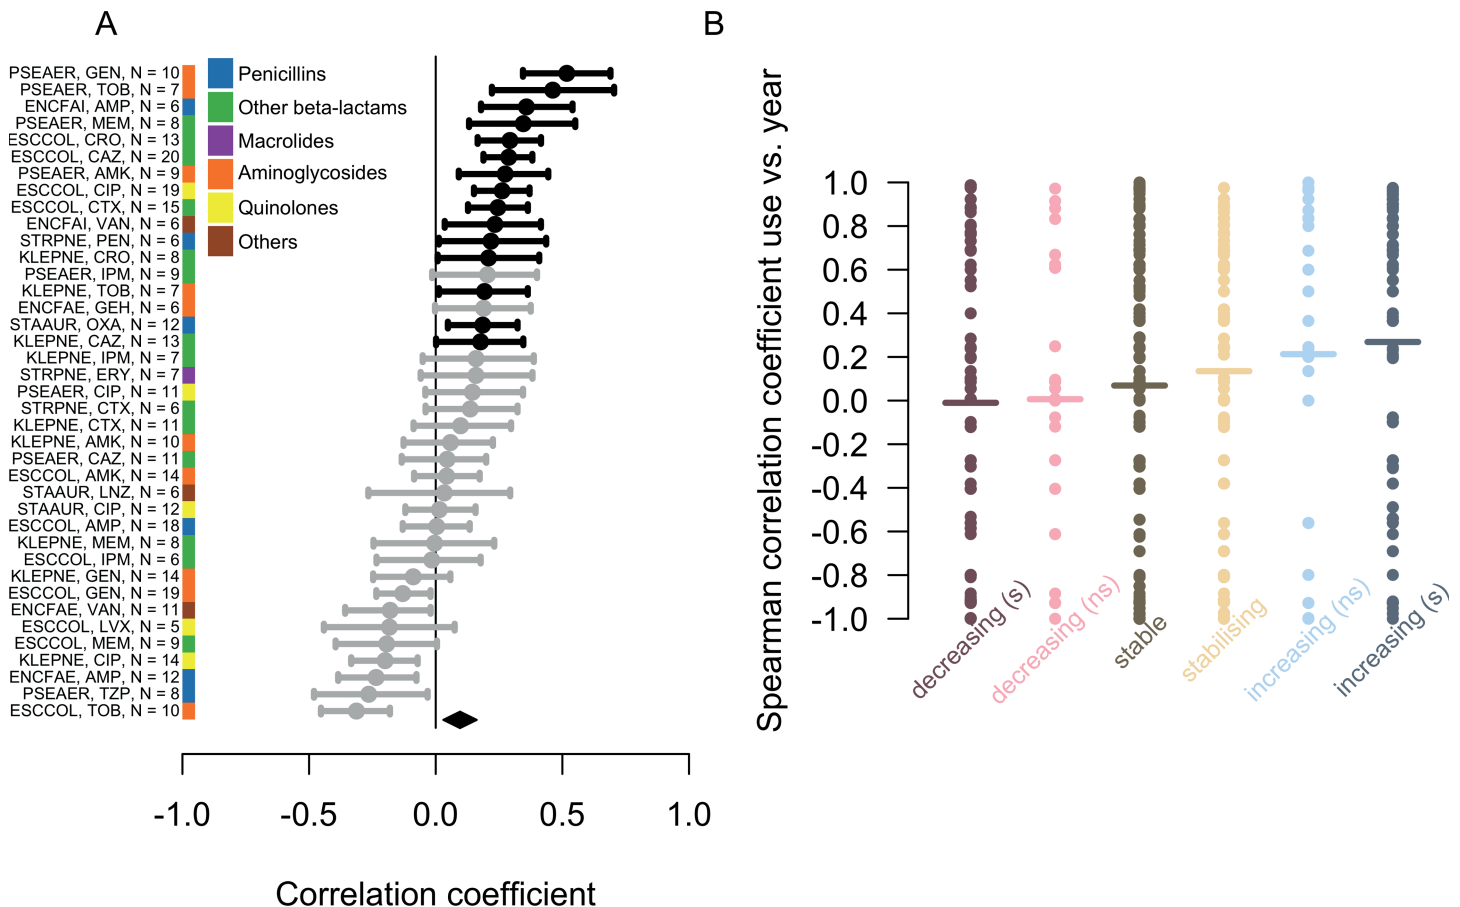 A
PSEAER, GEN, N = 10
PSEAER, TOB, N = 7
ENCFAI, AMP, N = 6
PSEAER, MEM, N = 8
ESCCOL, CRO, N = 13
ESCCOL, CAZ, N = 20
PSEAER, AMK, N = 9
ESCCOL, CIP, N = 19
ESCCOL, CTX, N = 15
ENCFAI, VAN, N = 6
STRPNE, PEN, N = 6
KLEPNE, CRO, N = 8
PSEAER, IPM, N = 9
KLEPNE, TOB, N = 7
ENCFAE, GEH, N = 6
STAAUR, OXA, N = 12
KLEPNE, CAZ, N = 13
KLEPNE, IPM, N = 7
STRPNE, ERY, N = 7
PSEAER, CIP, N = 11
STRPNE, CTX, N = 6
KLEPNE, CTX, N = 11
KLEPNE, AMK, N = 10
PSEAER, CAZ, N = 11
ESCCOL, AMK, N = 14
STAAUR, LNZ, N = 6
STAAUR, CIP, N = 12
ESCCOL, AMP, N = 18
KLEPNE, MEM, N = 8
ESCCOL, IPM, N = 6
KLEPNE, GEN, N = 14
ESCCOL, GEN, N = 19
ENCFAE, VAN, N = 11
ESCCOL, LVX, N = 5
ESCCOL, MEM, N = 9
KLEPNE, CIP, N = 14
ENCFAE, AMP, N = 12
PSEAER, TZP, N = 8
ESCCOL, TOB, N = 10
Penicillins
Other beta-lactams
Macrolides
Aminoglycosides
Quinolones
Others
-1.0 -0.5 0.0 0.5 1.0
Correlation coefficient
B
Spearman correlation coefficient use vs. year
1.0
0.8
0.6
0.4
0.2
0.0
-0.2
-0.4
-0.6
-0.8
-1.0
decreasing (s)
decreasing (ns)
stable
stabilising
increasing (ns)
increasing (s)